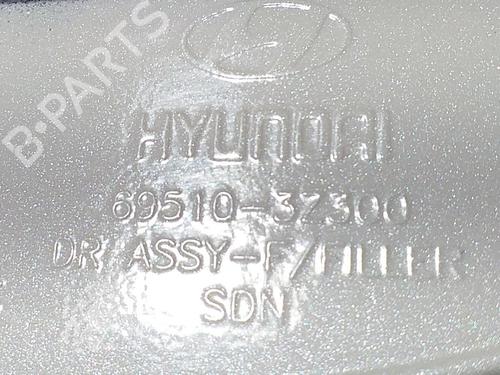 B-PARTS
HYUNDAI
69510-3Z300
DR ASSY-F/FILLER
SDN